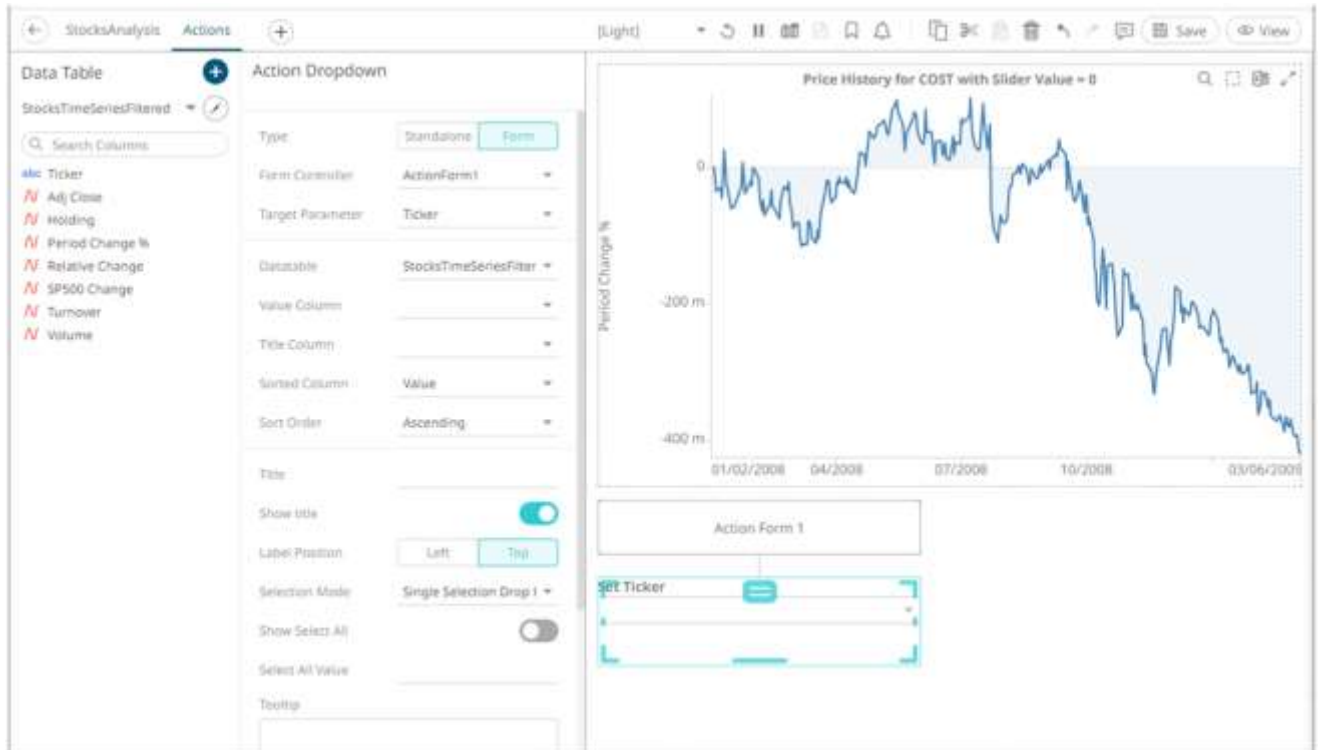 StocksAnalysis Actions
[Light]
Save
View
Data Table
StocksTimeSeriesFiltered
Search Columns
abc Ticker
Adj Close
Holding
Period Change %
Relative Change
SP500 Change
Turnover
Volume
Action Dropdown
Type Standalone Form
Form Controller ActionForm1
Target Parameter Ticker
Datatable StocksTimeSeriesFilter
Value Column
Title Column
Sorted Column Value
Sort Order Ascending
Title
Show title
Label Position Left Top
Selection Mode Single Selection Drop
Show Select All
Select All Value
Tooltip
Price History for COST with Slider Value = 0
Period Change %
0
-200 m
-400 m
01/02/2008 04/2008 07/2008 10/2008 03/06/2009
Action Form 1
Set Ticker